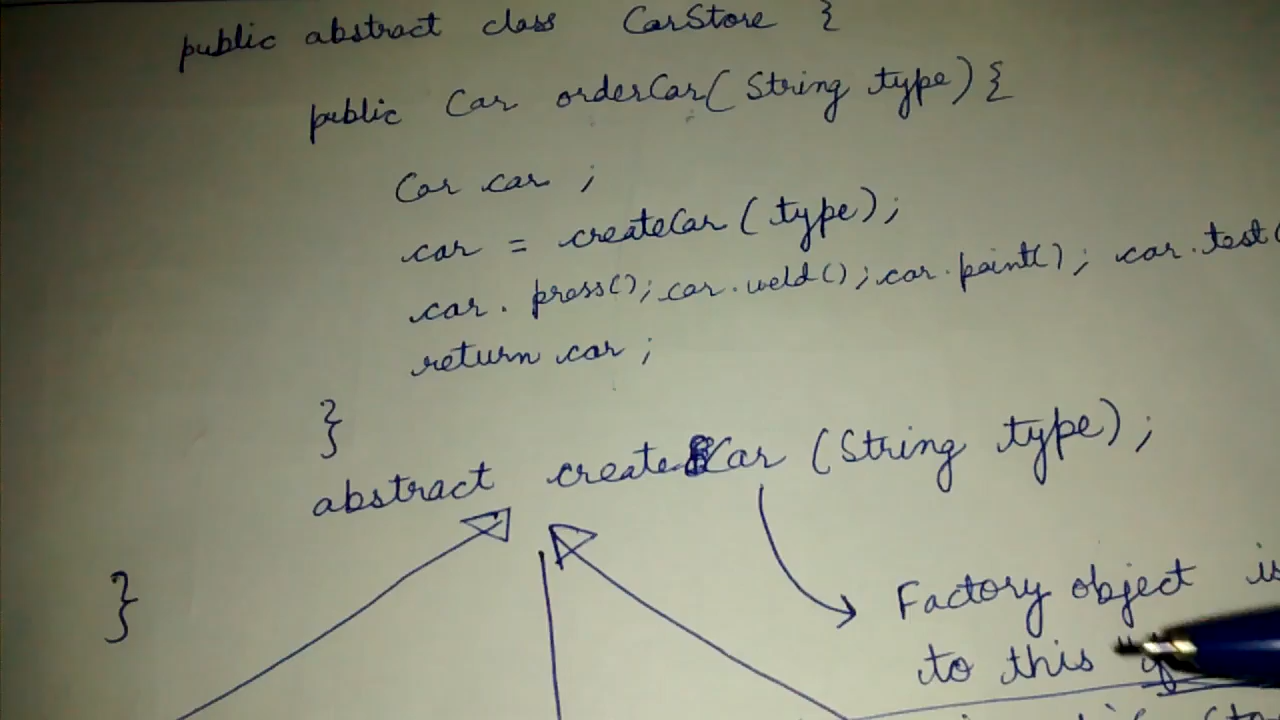 public abstract class CarStore {
public Car orderCar( String type) {
Car car ;
car = createCar ( type);
car . press(); car.weld(); car.paint(); car.test(
return car ;
}
abstract createCar (String type);
}
Factory object is
to this